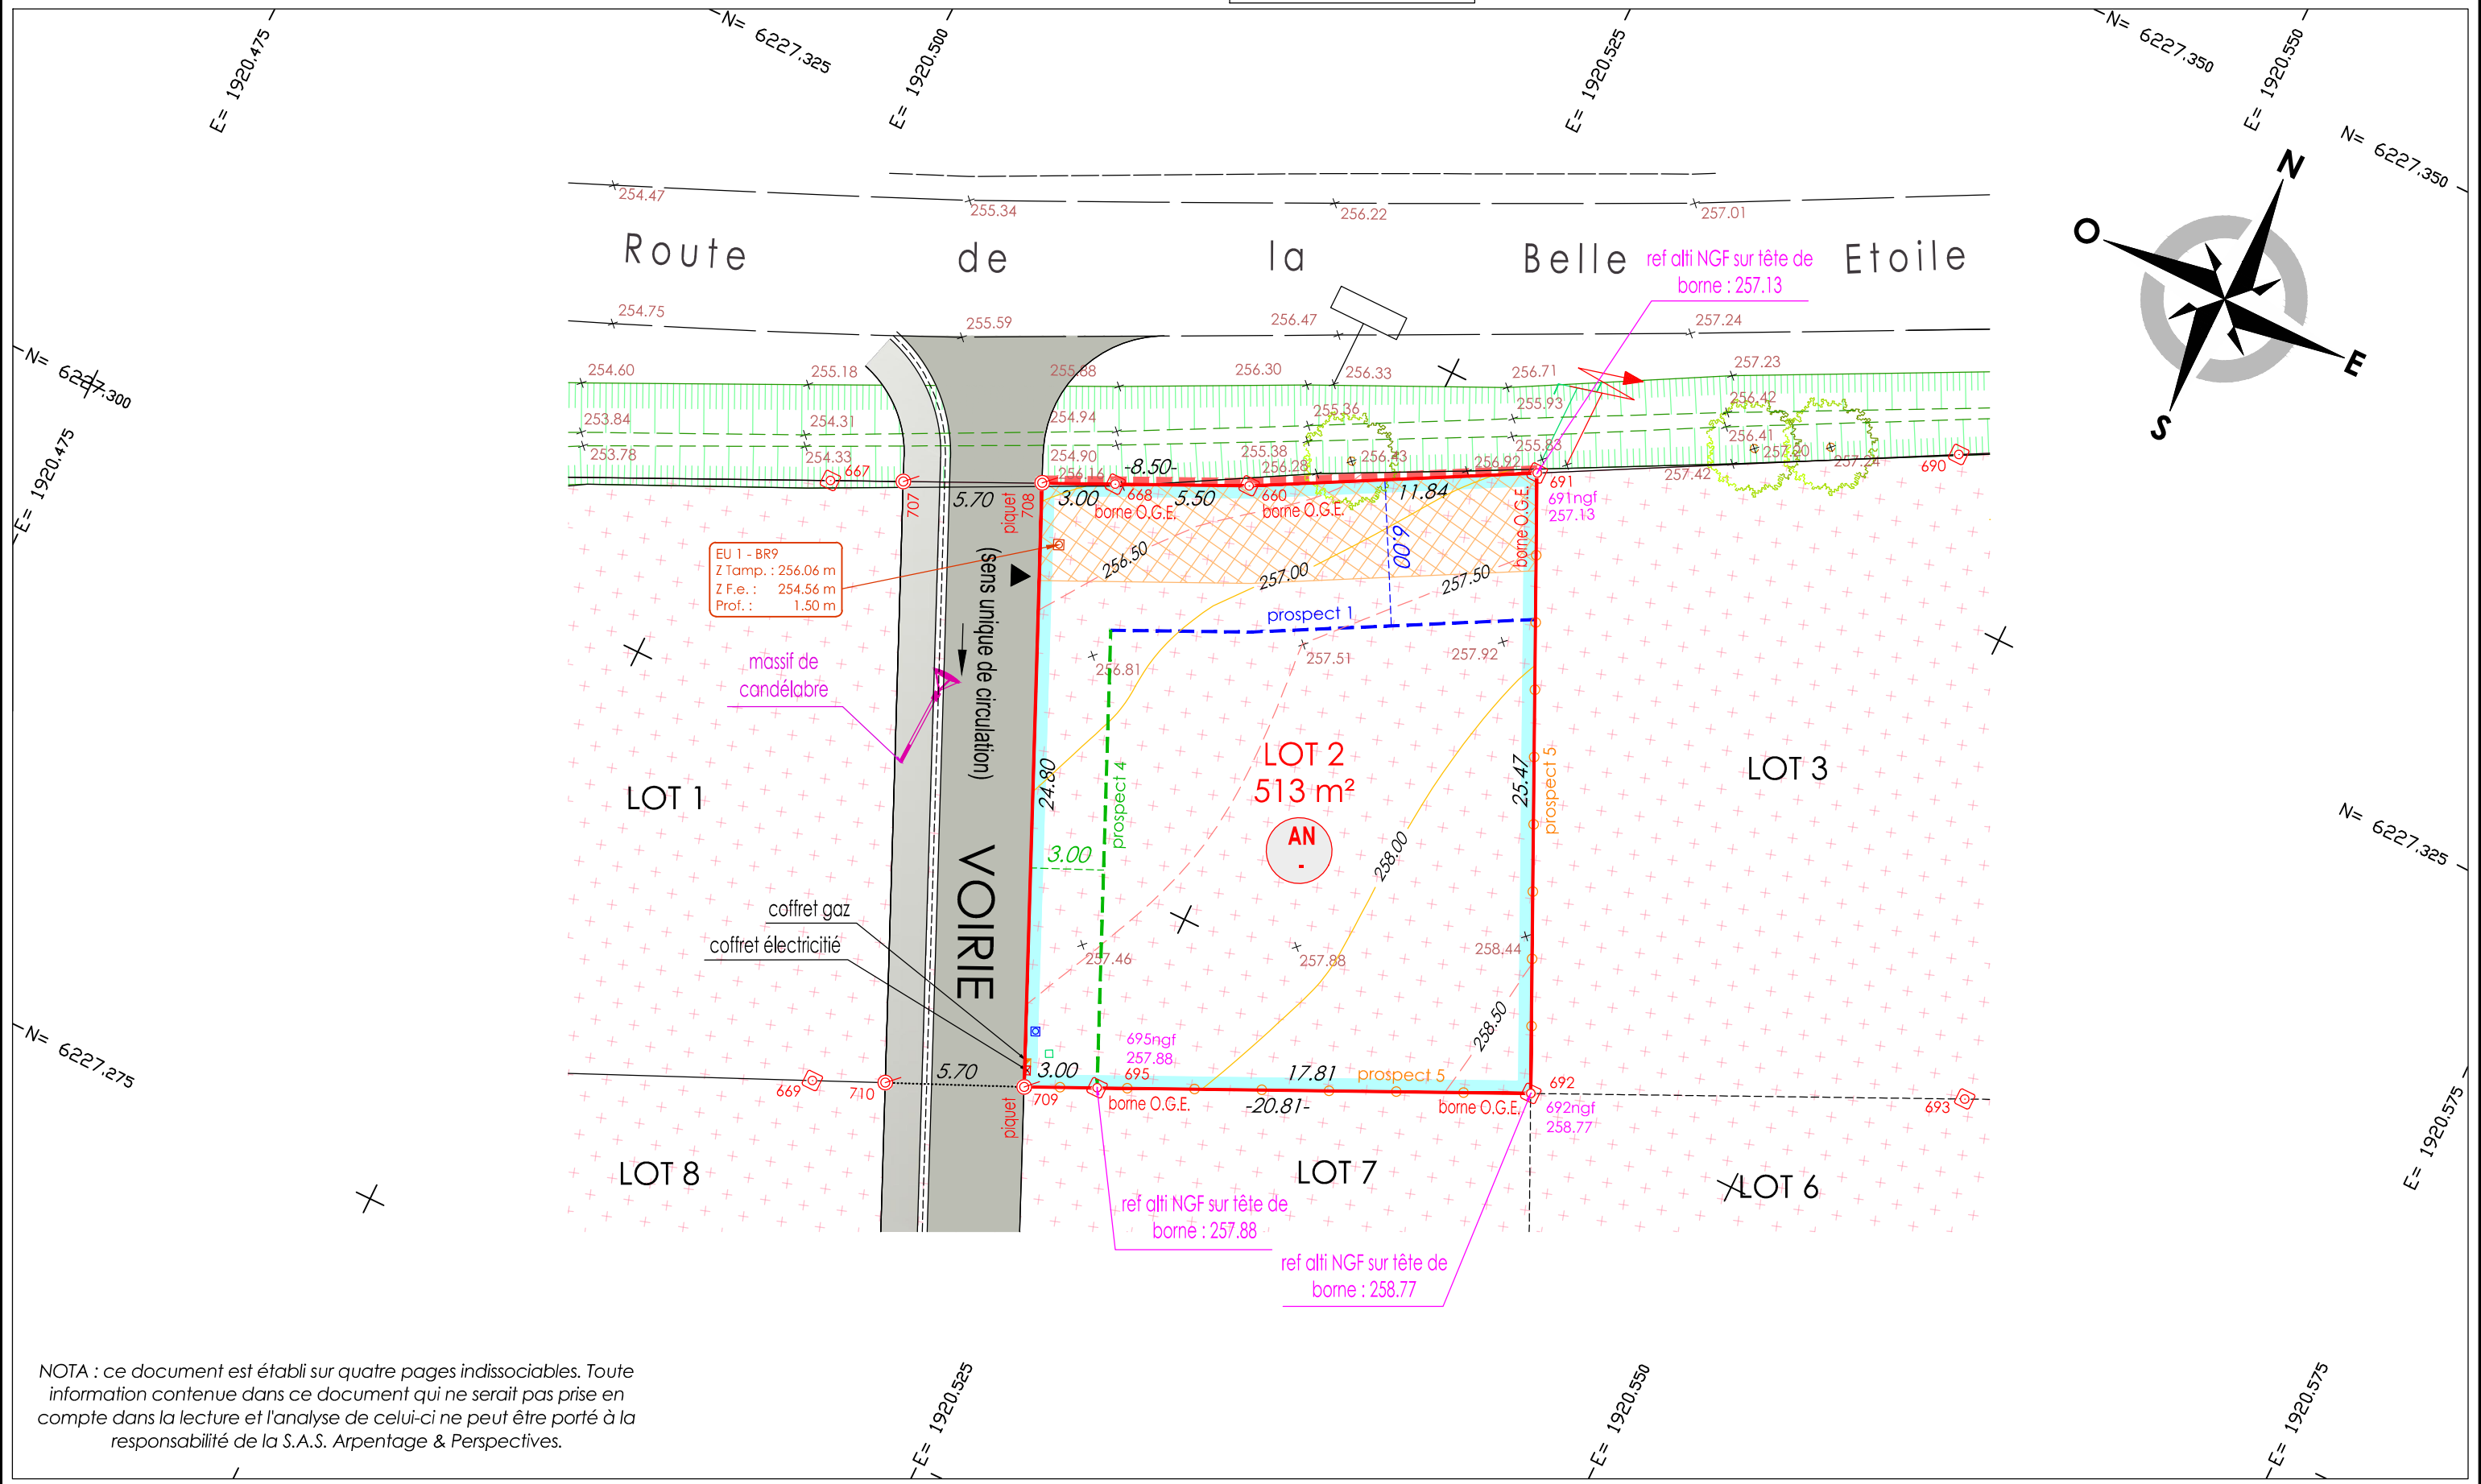 E= 1920.475
N= 6227.325
E= 1920.500
E= 1920.525
N= 6227.350
E= 1920.550
N= 6227.350
N
O
E
S
254.47
255.34
256.22
257.01
Route de la Belle Etoile
ref alti NGF sur tête de
borne : 257.13
254.75
255.59
256.47
257.24
N= 6227.300
254.60
255.18
255.88
256.30
256.33
256.71
257.23
253.84
254.31
254.94
255.36
255.93
256.42
253.78
254.33
254.90
255.38
256.43
255.83
256.41
257.20
257.24
256.16
-8.50-
256.28
256.92
257.42
690
667
707
5.70
piquet
708
3.00
668
5.50
660
11.84
691
borne O.G.E.
borne O.G.E.
borne O.G.E.
691ngf
257.13
E= 1920.475
EU 1 - BR9
Z Tamp. : 256.06 m
Z F.e. : 254.56 m
Prof. : 1.50 m
256.50
257.00
6.00
257.50
prospect 1
(sens unique de circulation)
256.81
257.51
257.92
massif de
candélabre
LOT 1
24.80
prospect 4
LOT 2
513 m²
AN
-
25.47
prospect 5
LOT 3
N= 6227.325
3.00
258.00
VOIRIE
coffret gaz
coffret électricitié
257.46
257.88
258.44
258.50
N= 6227.275
695ngf
257.88
5.70
3.00
695
17.81
prospect 5
692
669
710
piquet
709
borne O.G.E.
-20.81-
borne O.G.E.
692ngf
258.77
693
E= 1920.575
LOT 8
LOT 7
LOT 6
ref alti NGF sur tête de
borne : 257.88
ref alti NGF sur tête de
borne : 258.77
NOTA : ce document est établi sur quatre pages indissociables. Toute
information contenue dans ce document qui ne serait pas prise en
compte dans la lecture et l'analyse de celui-ci ne peut être porté à la
responsabilité de la S.A.S. Arpentage & Perspectives.
E= 1920.525
E= 1920.550
E= 1920.575